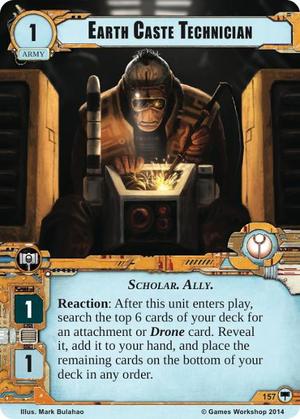 1
ARMY
EARTH CASTE TECHNICIAN
SCHOLAR. ALLY.
1
Reaction: After this unit enters play,
search the top 6 cards of your deck for
an attachment or Drone card. Reveal
it, add it to your hand, and place the
remaining cards on the bottom of your
deck in any order.
1
157
Illus. Mark Bulahao
© Games Workshop 2014